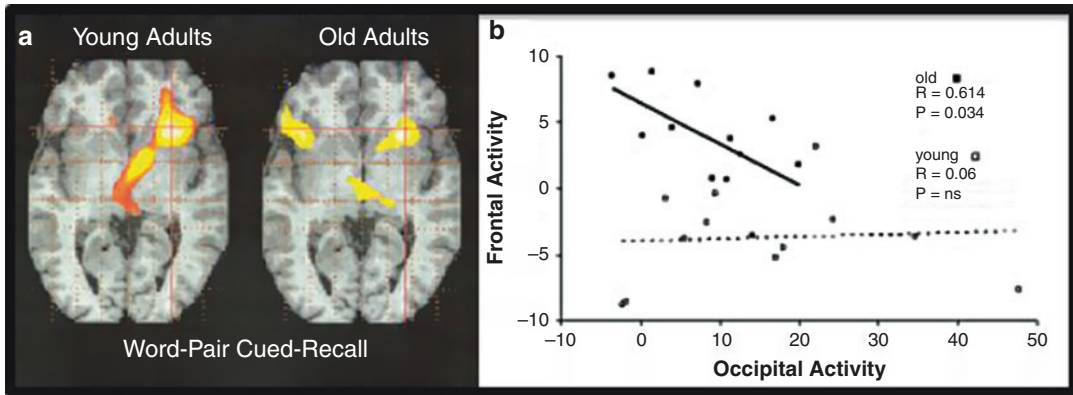 a
Young Adults
Old Adults
Word-Pair Cued-Recall
b
Frontal Activity
10
5
0
−5
−10
−10
0
10
20
30
40
50
Occipital Activity
old
R = 0.614
P = 0.034
young
R = 0.06
P = ns